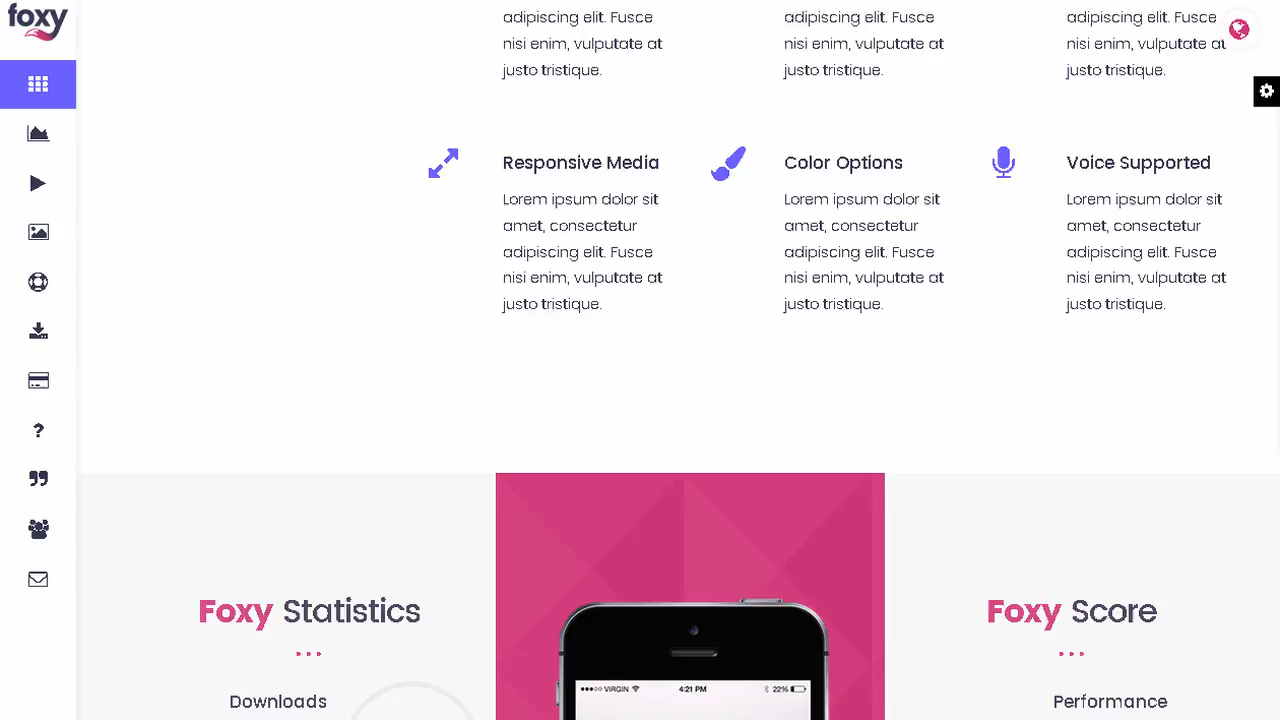 foxy
adipiscing elit. Fusce
nisi enim, vulputate at
justo tristique.
adipiscing elit. Fusce
nisi enim, vulputate at
justo tristique.
adipiscing elit. Fusce
nisi enim, vulputate at
justo tristique.
Responsive Media
Lorem ipsum dolor sit
amet, consectetur
adipiscing elit. Fusce
nisi enim, vulputate at
justo tristique.
Color Options
Lorem ipsum dolor sit
amet, consectetur
adipiscing elit. Fusce
nisi enim, vulputate at
justo tristique.
Voice Supported
Lorem ipsum dolor sit
amet, consectetur
adipiscing elit. Fusce
nisi enim, vulputate at
justo tristique.
Foxy Statistics
Downloads
VIRGIN 4:21 PM 22%
Foxy Score
Performance